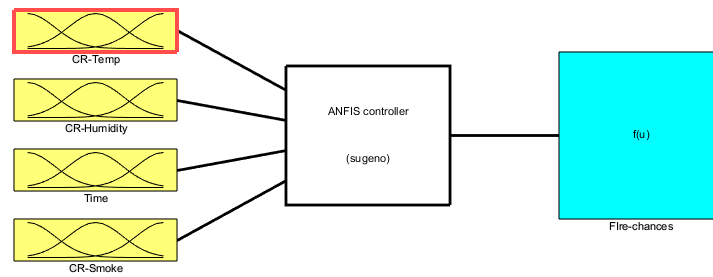 CR-Temp
CR-Humidity
Time
CR-Smoke
ANFIS controller
(sugeno)
f(u)
FIre-chances